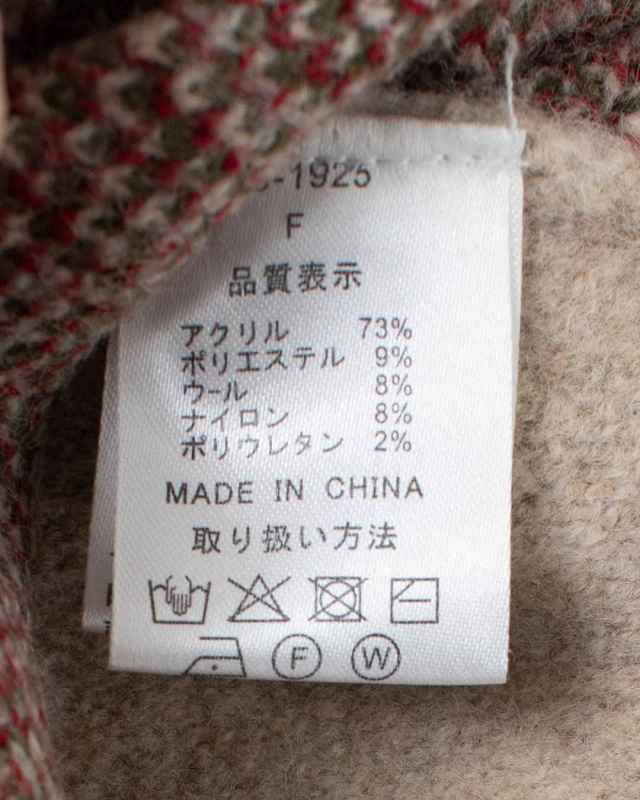 -1925
F
品質表示
アクリル 73%
ポリエステル 9%
ウール 8%
ナイロン 8%
ポリウレタン 2%
MADE IN CHINA
取り扱い方法
F W